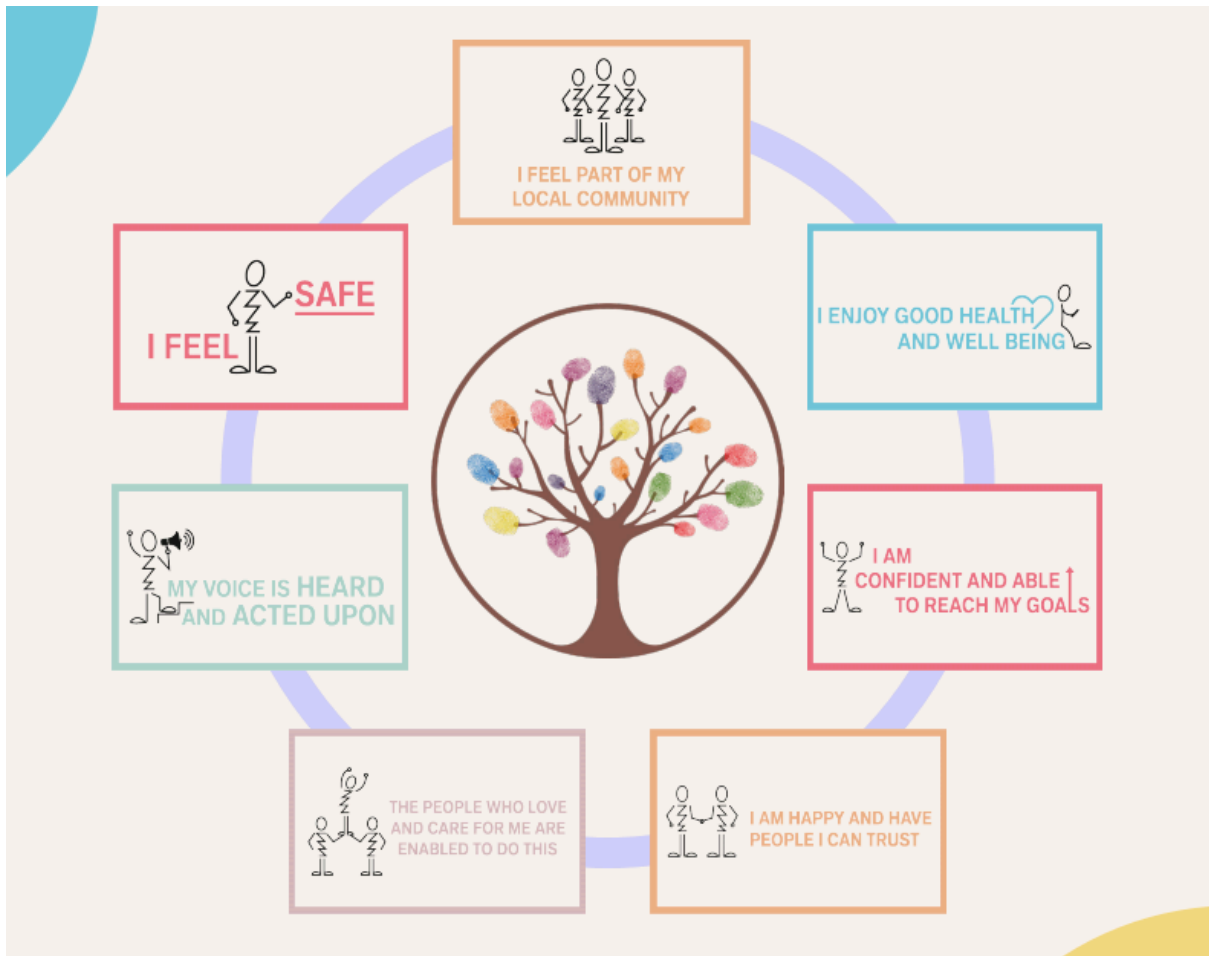 I FEEL PART OF MY
LOCAL COMMUNITY
I ENJOY GOOD HEALTH
AND WELL BEING
I AM
CONFIDENT AND ABLE
TO REACH MY GOALS
I AM HAPPY AND HAVE
PEOPLE I CAN TRUST
THE PEOPLE WHO LOVE
AND CARE FOR ME ARE
ENABLED TO DO THIS
MY VOICE IS HEARD
AND ACTED UPON
SAFE
I FEEL